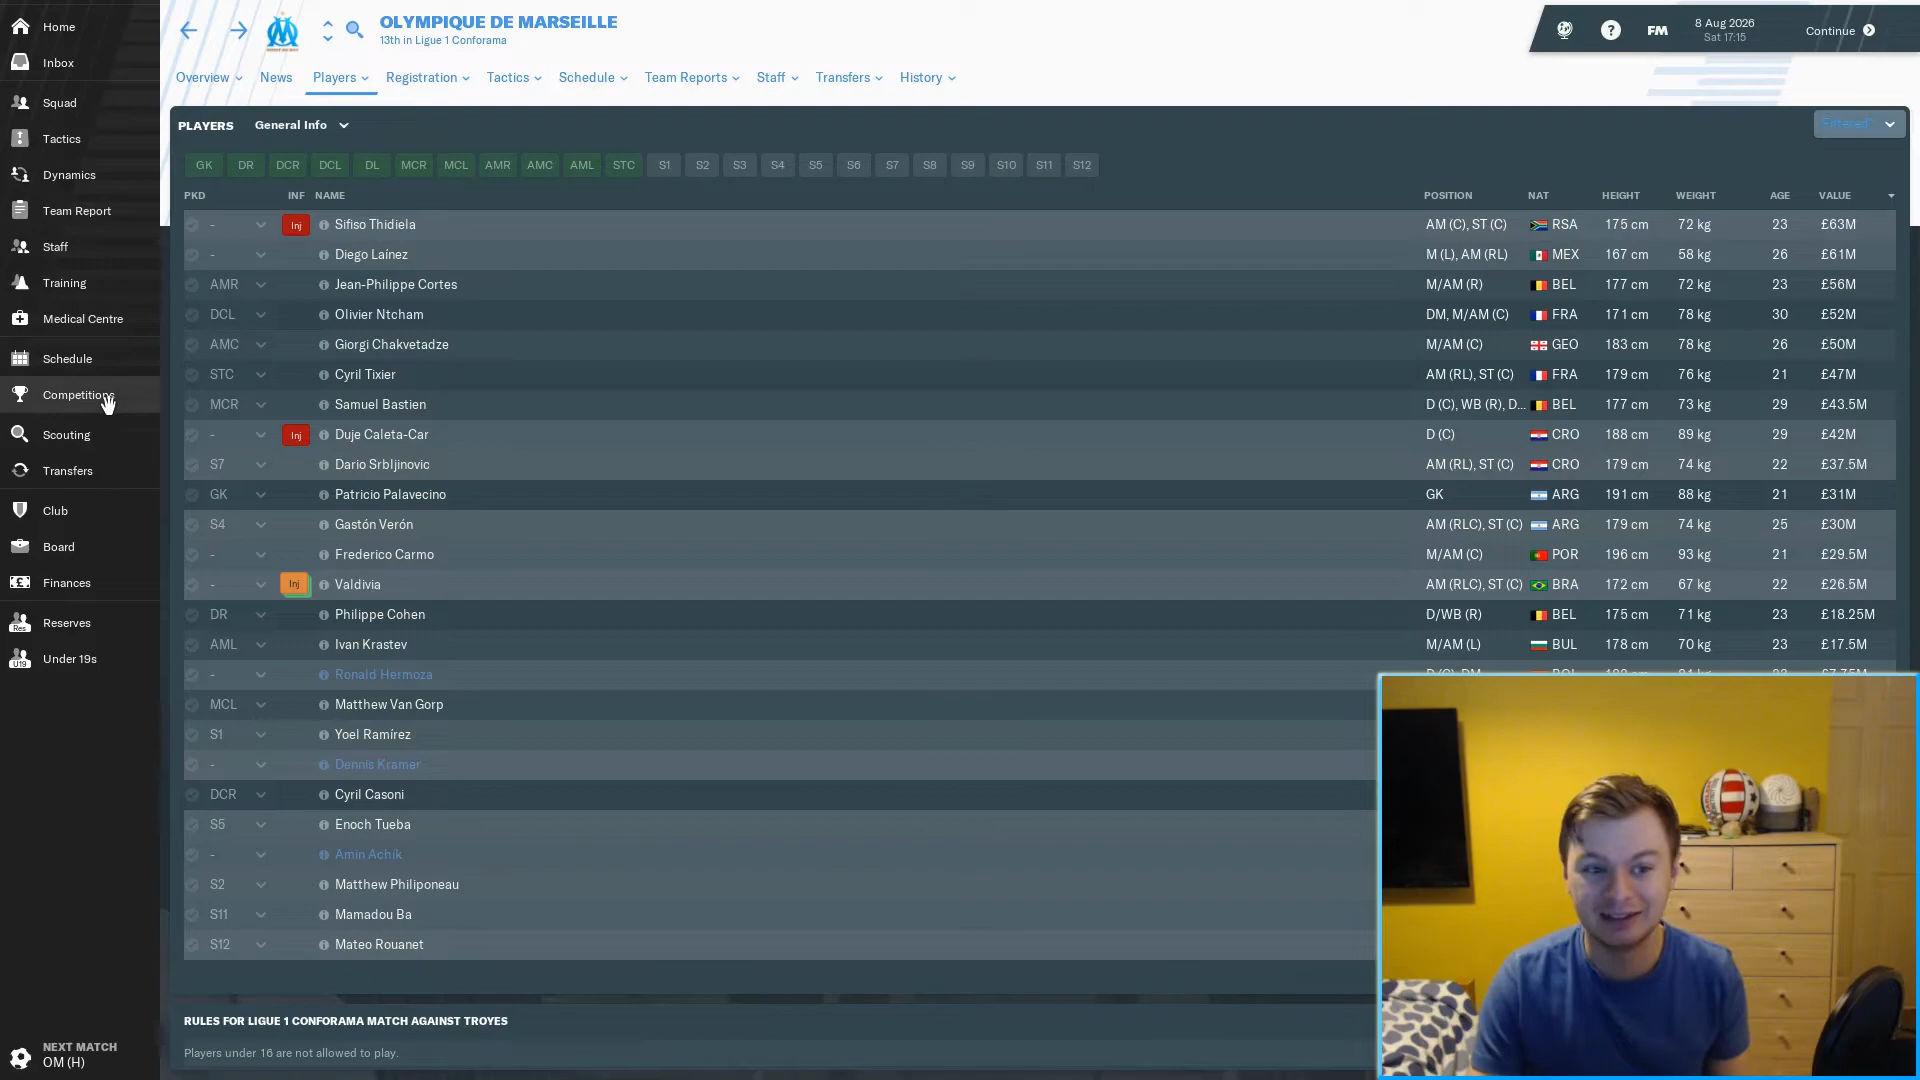 Home
Inbox
Squad
Tactics
Dynamics
Team Report
Staff
Training
Medical Centre
Schedule
Competitions
Scouting
Transfers
Club
Board
Finances
Res Reserves
U19 Under 19s
NEXT MATCH
OM (H)
OLYMPIQUE DE MARSEILLE
13th in Ligue 1 Conforama
FM
8 Aug 2026
Sat 17:15
Continue
Overview News Players Registration Tactics Schedule Team Reports Staff Transfers History
PLAYERS General Info Filtered*
GK DR DCR DCL DL MCR MCL AMR AMC AML STC S1 S2 S3 S4 S5 S6 S7 S8 S9 S10 S11 S12
PKD INF NAME POSITION NAT HEIGHT WEIGHT AGE VALUE
- Inj Sifiso Thidiela AM (C), ST (C) RSA 175 cm 72 kg 23 £63M
- Diego Laínez M (L), AM (RL) MEX 167 cm 58 kg 26 £61M
AMR Jean-Philippe Cortes M/AM (R) BEL 177 cm 72 kg 23 £56M
DCL Olivier Ntcham DM, M/AM (C) FRA 171 cm 78 kg 30 £52M
AMC Giorgi Chakvetadze M/AM (C) GEO 183 cm 78 kg 26 £50M
STC Cyril Tixier AM (RL), ST (C) FRA 179 cm 76 kg 21 £47M
MCR Samuel Bastien D (C), WB (R), D... BEL 177 cm 73 kg 29 £43.5M
- Inj Duje Caleta-Car D (C) CRO 188 cm 89 kg 29 £42M
S7 Dario Srbljinovic AM (RL), ST (C) CRO 179 cm 74 kg 22 £37.5M
GK Patricio Palavecino GK ARG 191 cm 88 kg 21 £31M
S4 Gastón Verón AM (RLC), ST (C) ARG 179 cm 74 kg 25 £30M
- Frederico Carmo M/AM (C) POR 196 cm 93 kg 21 £29.5M
- Inj Valdivia AM (RLC), ST (C) BRA 172 cm 67 kg 22 £26.5M
DR Philippe Cohen D/WB (R) BEL 175 cm 71 kg 23 £18.25M
AML Ivan Krastev M/AM (L) BUL 178 cm 70 kg 23 £17.5M
- Ronald Hermoza
MCL Matthew Van Gorp
S1 Yoel Ramírez
- Dennis Kramer
DCR Cyril Casoni
S5 Enoch Tueba
- Amin Achik
S2 Matthew Philiponeau
S11 Mamadou Ba
S12 Mateo Rouanet
RULES FOR LIGUE 1 CONFORAMA MATCH AGAINST TROYES
Players under 16 are not allowed to play.